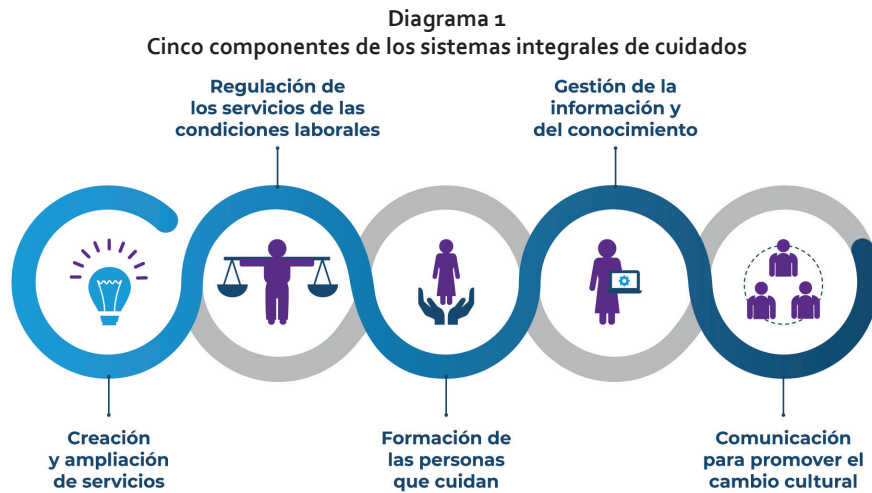 Diagrama 1
Cinco componentes de los sistemas integrales de cuidados
Regulación de
los servicios de las
condiciones laborales
Gestión de la
información y
del conocimiento
Creación
y ampliación
de servicios
Formación de
las personas
que cuidan
Comunicación
para promover el
cambio cultural